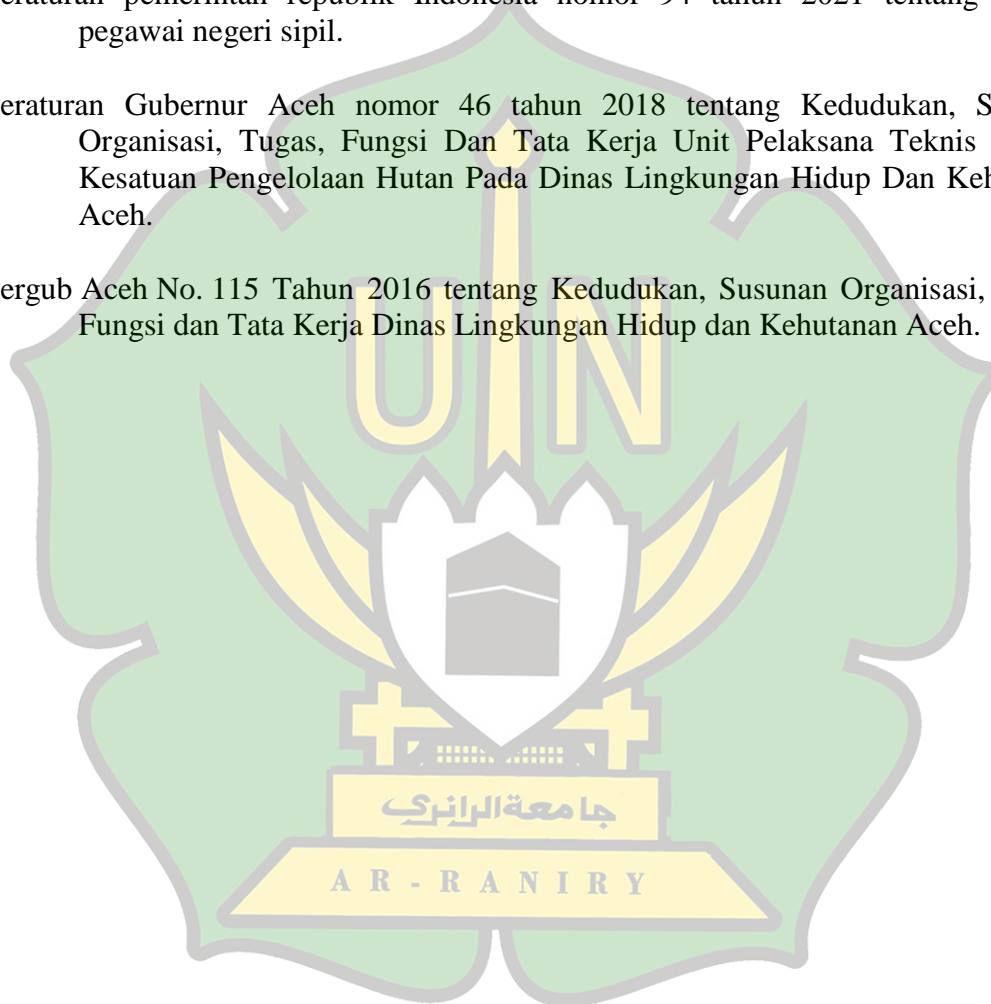 eraturan pemerintah republik Indonesia nomor 94 tahun 2021 tentang
pegawai negeri sipil.
eraturan Gubernur Aceh nomor 46 tahun 2018 tentang Kedudukan, S
Organisasi, Tugas, Fungsi Dan Tata Kerja Unit Pelaksana Teknis
Kesatuan Pengelolaan Hutan Pada Dinas Lingkungan Hidup Dan Keh
Aceh.
ergub Aceh No. 115 Tahun 2016 tentang Kedudukan, Susunan Organisasi,
Fungsi dan Tata Kerja Dinas Lingkungan Hidup dan Kehutanan Aceh.
UIN
جامعة الرانري
AR-RANIRY